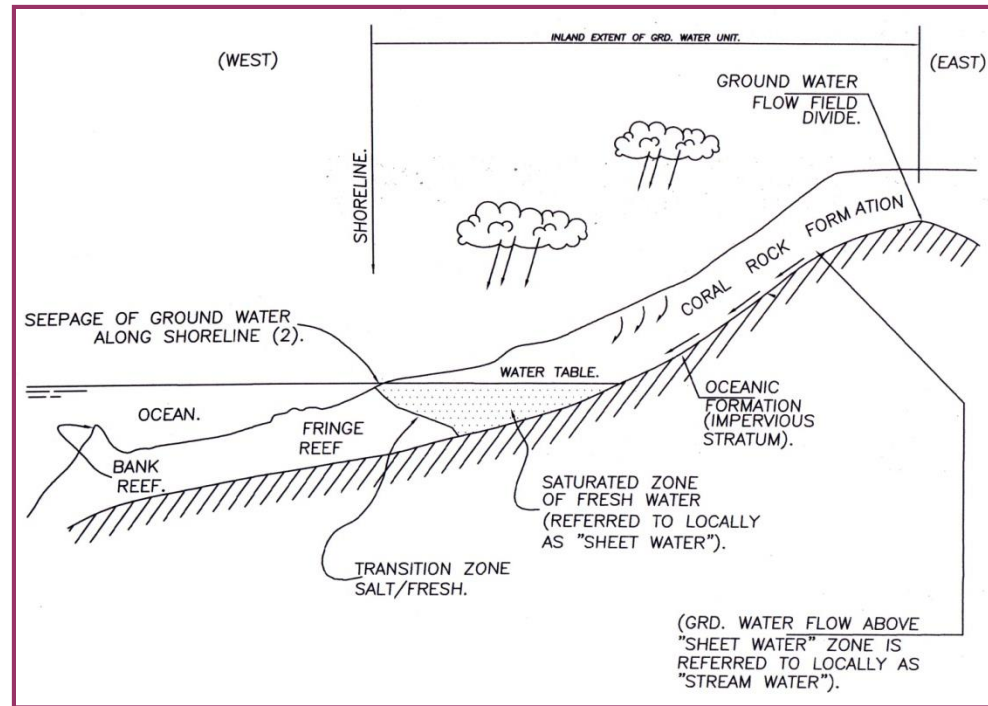 INLAND EXTENT OF GRD. WATER UNIT.
(WEST)
(EAST)
GROUND WATER
FLOW FIELD
DIVIDE.
SHORELINE.
CORAL ROCK FORMATION
SEEPAGE OF GROUND WATER
ALONG SHORELINE (2).
WATER TABLE.
OCEAN.
FRINGE
REEF
BANK
REEF.
OCEANIC
FORMATION
(IMPERVIOUS
STRATUM).
SATURATED ZONE
OF FRESH WATER
(REFERRED TO LOCALLY
AS "SHEET WATER").
TRANSITION ZONE
SALT/FRESH.
(GRD. WATER FLOW ABOVE
"SHEET WATER" ZONE IS
REFERRED TO LOCALLY AS
"STREAM WATER").